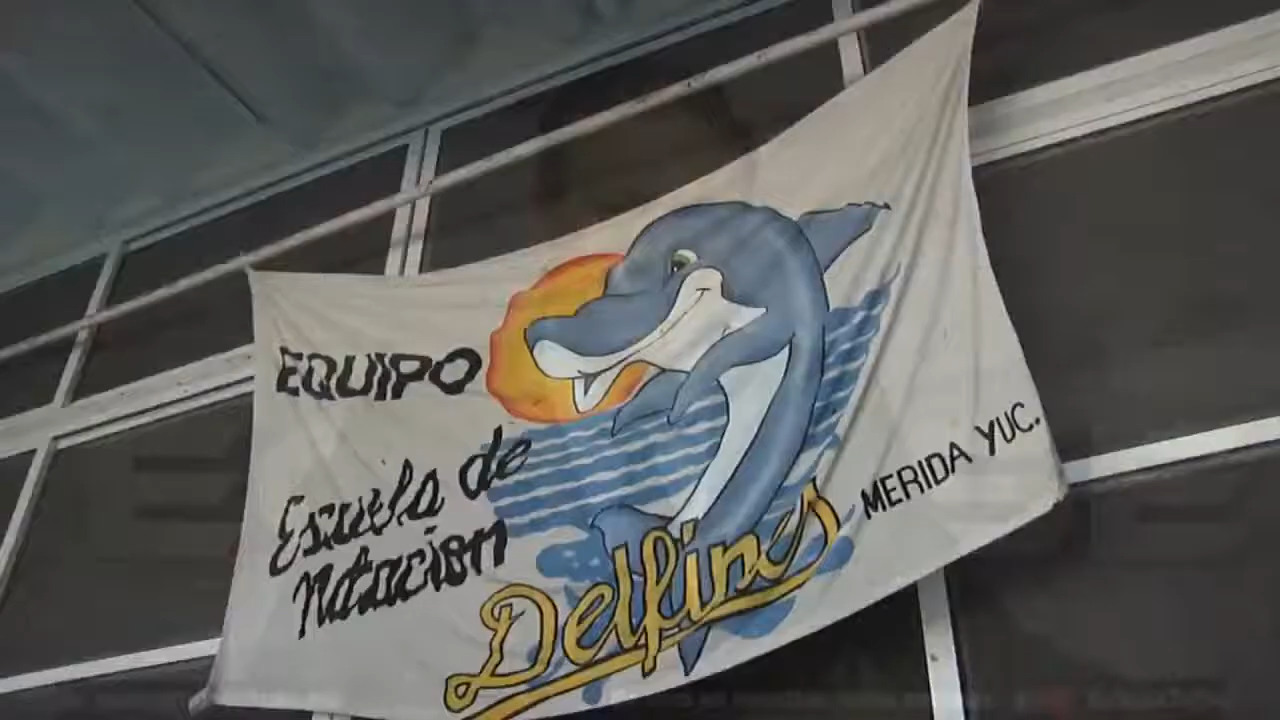 EQUIPO
Escuela de
Natacion
Delfines
MERIDA YUC.